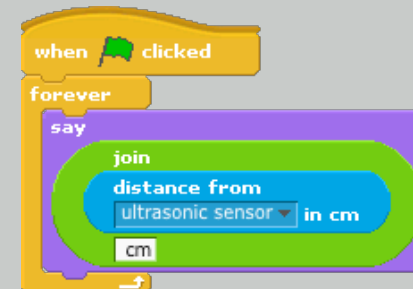 when clicked
forever
say
join
distance from
ultrasonic sensor in cm
cm